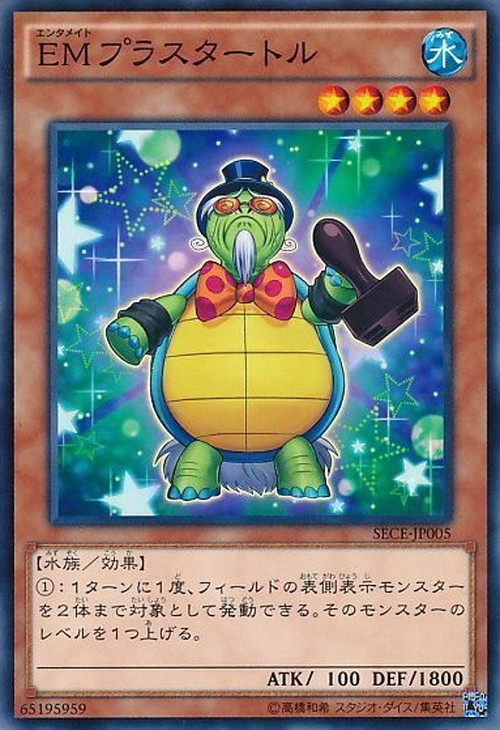 エンタメイト
EMプラスタートル
みず
水
SECE-JP005
【水族／効果】
①：1ターンに1度、フィールドの表側表示モンスター
を2体まで対象として発動できる。そのモンスターの
レベルを1つ上げる。
ATK/ 100 DEF/1800
65195959
©高橋和希 スタジオ・ダイス/集英社